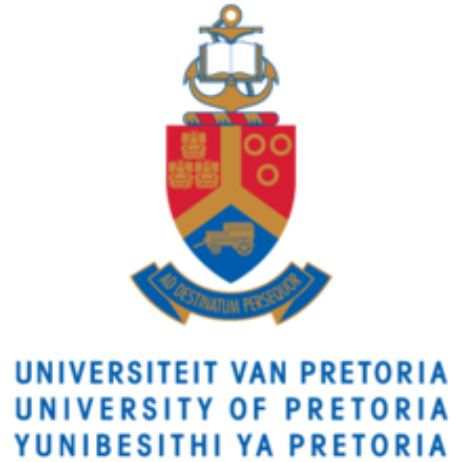 AD DESTINATUM PERSEQUOR
UNIVERSITEIT VAN PRETORIA
UNIVERSITY OF PRETORIA
YUNIBESITHI YA PRETORIA